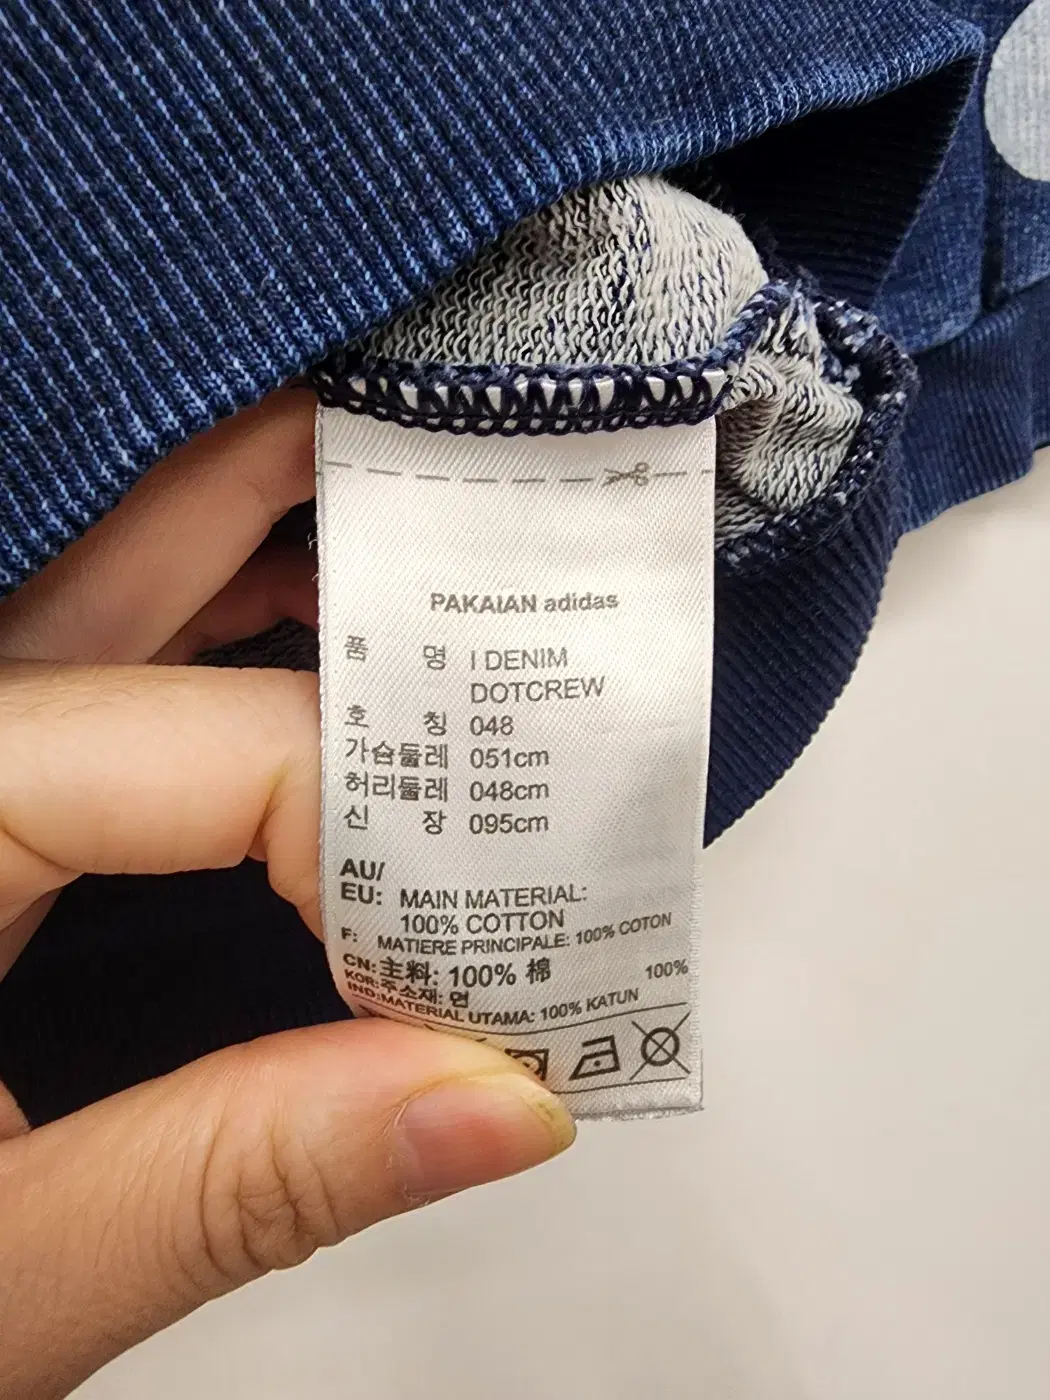 PAKAIAN adidas
품 명 I DENIM
DOTCREW
호 칭 048
가슴둘레 051cm
허리둘레 048cm
신 장 095cm
AU/
EU: MAIN MATERIAL:
100% COTTON
F: MATIERE PRINCIPALE: 100% COTON
CN: 主料: 100% 棉
KOR: 주소재: 면 100%
IND: MATERIAL UTAMA: 100% KATUN